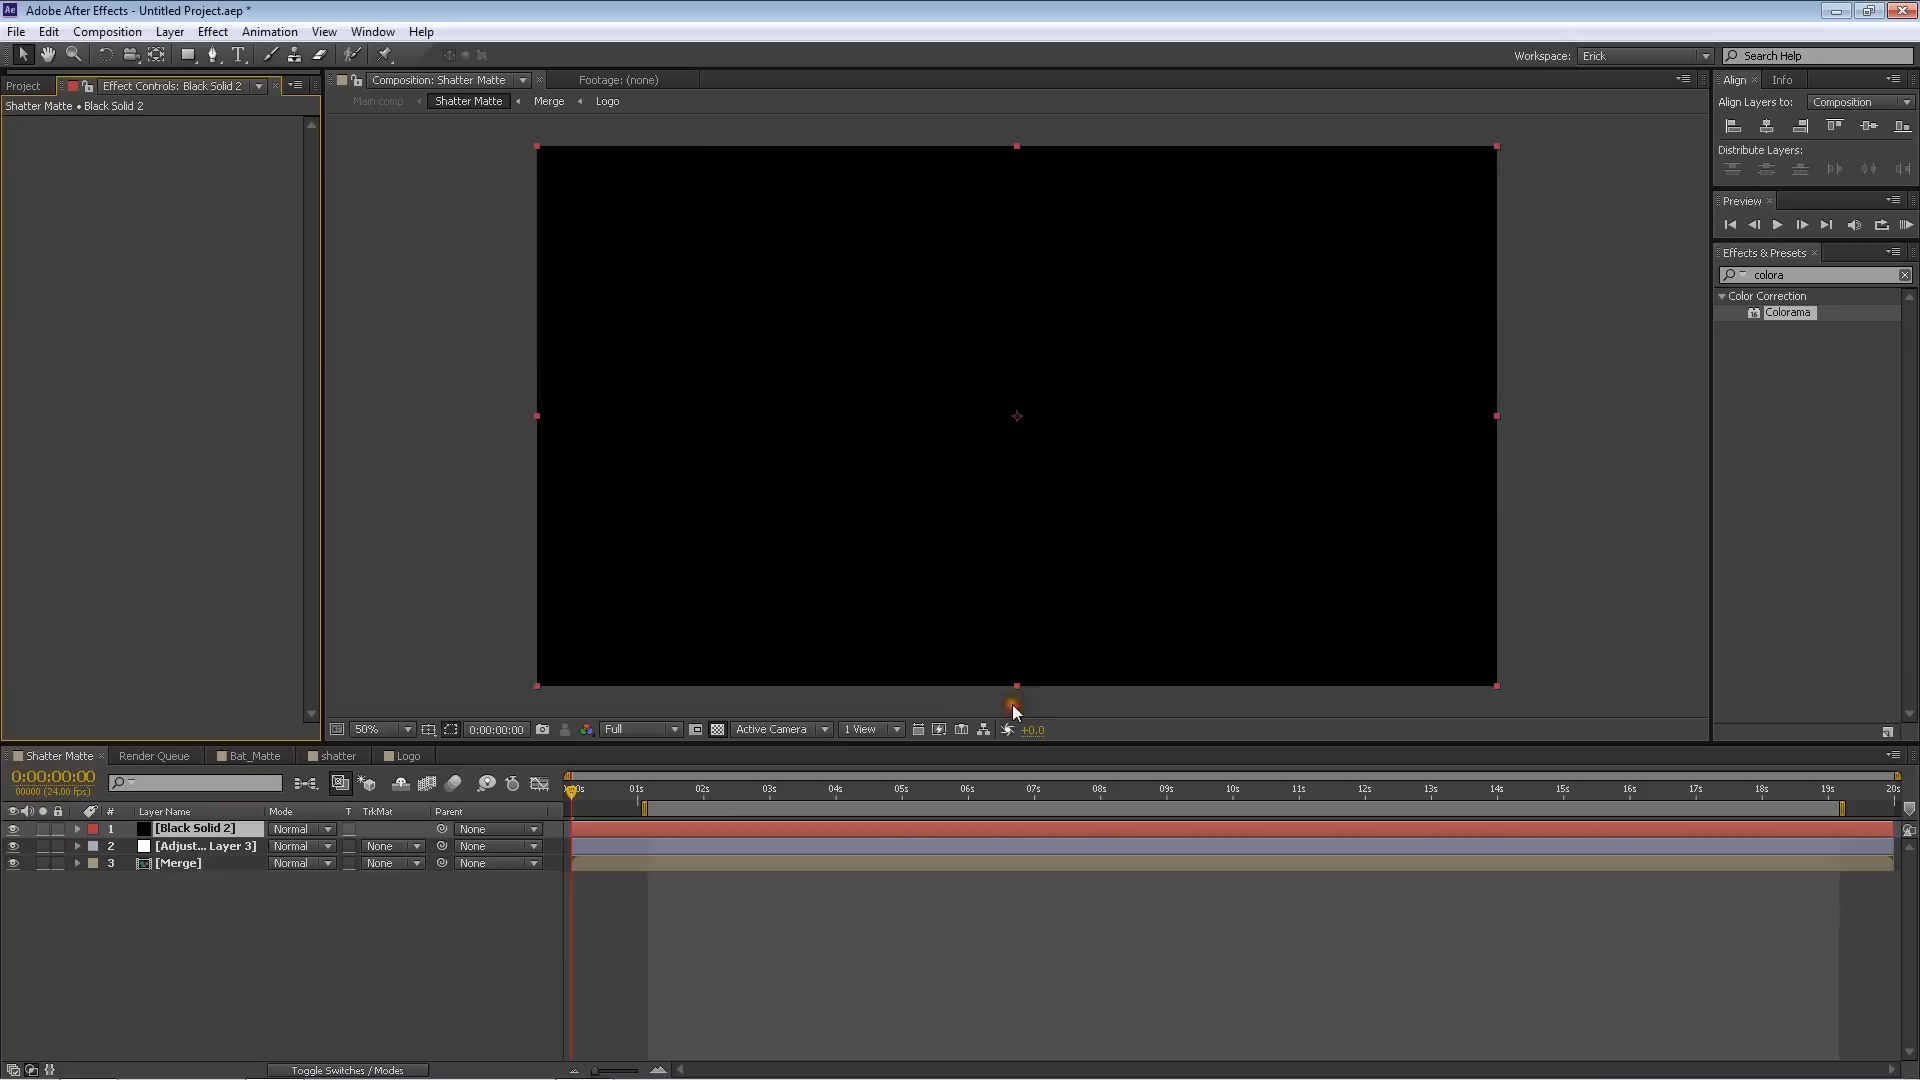 Adobe After Effects - Untitled Project.aep *
File Edit Composition Layer Effect Animation View Window Help
Workspace: Erick Search Help
Project Effect Controls: Black Solid 2
Shatter Matte • Black Solid 2
Composition: Shatter Matte Footage: (none)
Main comp Shatter Matte Merge Logo
Align Info
Align Layers to: Composition
Distribute Layers:
Preview
Effects & Presets
colora
Color Correction
Colorama
50% 0:00:00:00 Full Active Camera 1 View +0.0
Shatter Matte Render Queue Bat_Matte shatter Logo
0:00:00:00
00000 (24.00 fps)
01s 02s 03s 04s 05s 06s 07s 08s 09s 10s 11s 12s 13s 14s 15s 16s 17s 18s 19s 20s
# Layer Name Mode T TrkMat Parent
1 [Black Solid 2] Normal None
2 [Adjust... Layer 3] Normal None None
3 [Merge] Normal None None
Toggle Switches / Modes